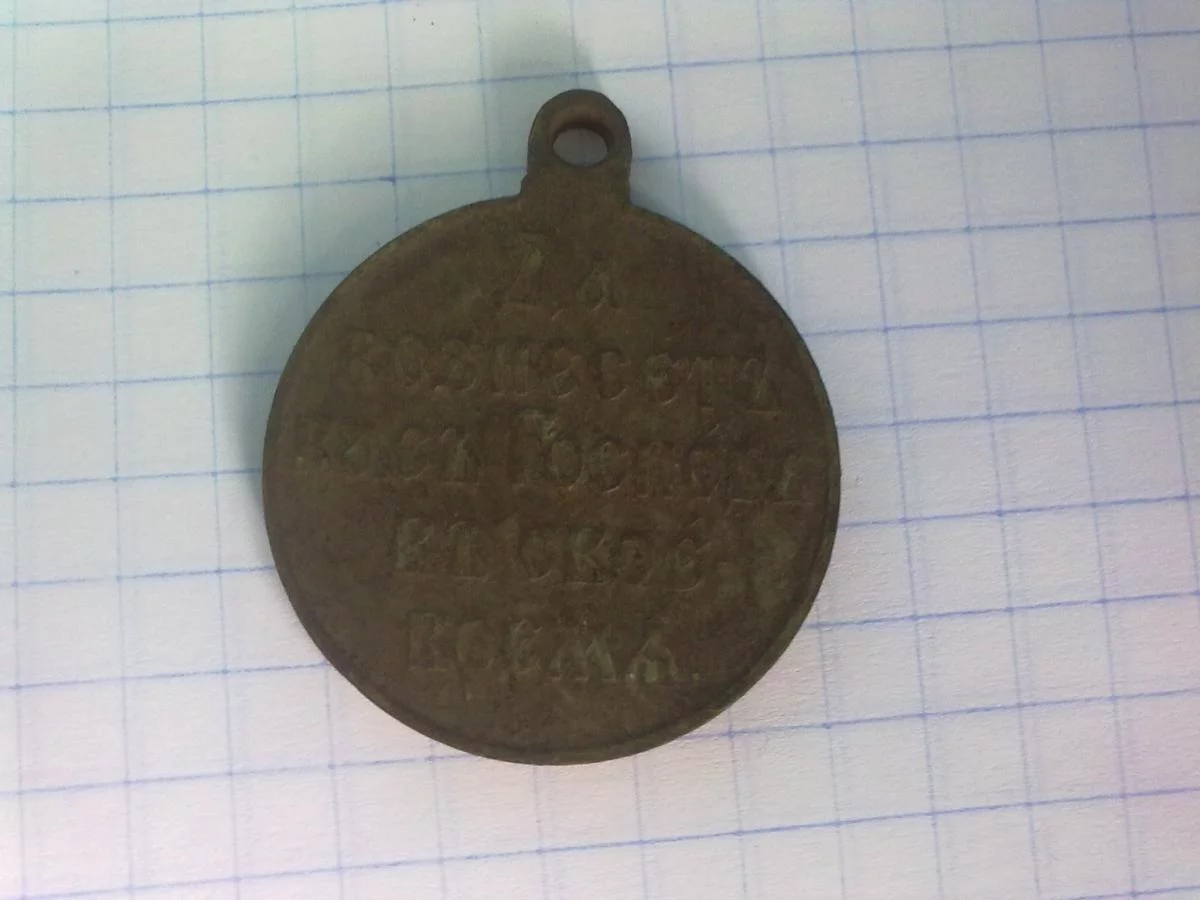 Да
вознесетъ
васъ Господь
въ свое
время.